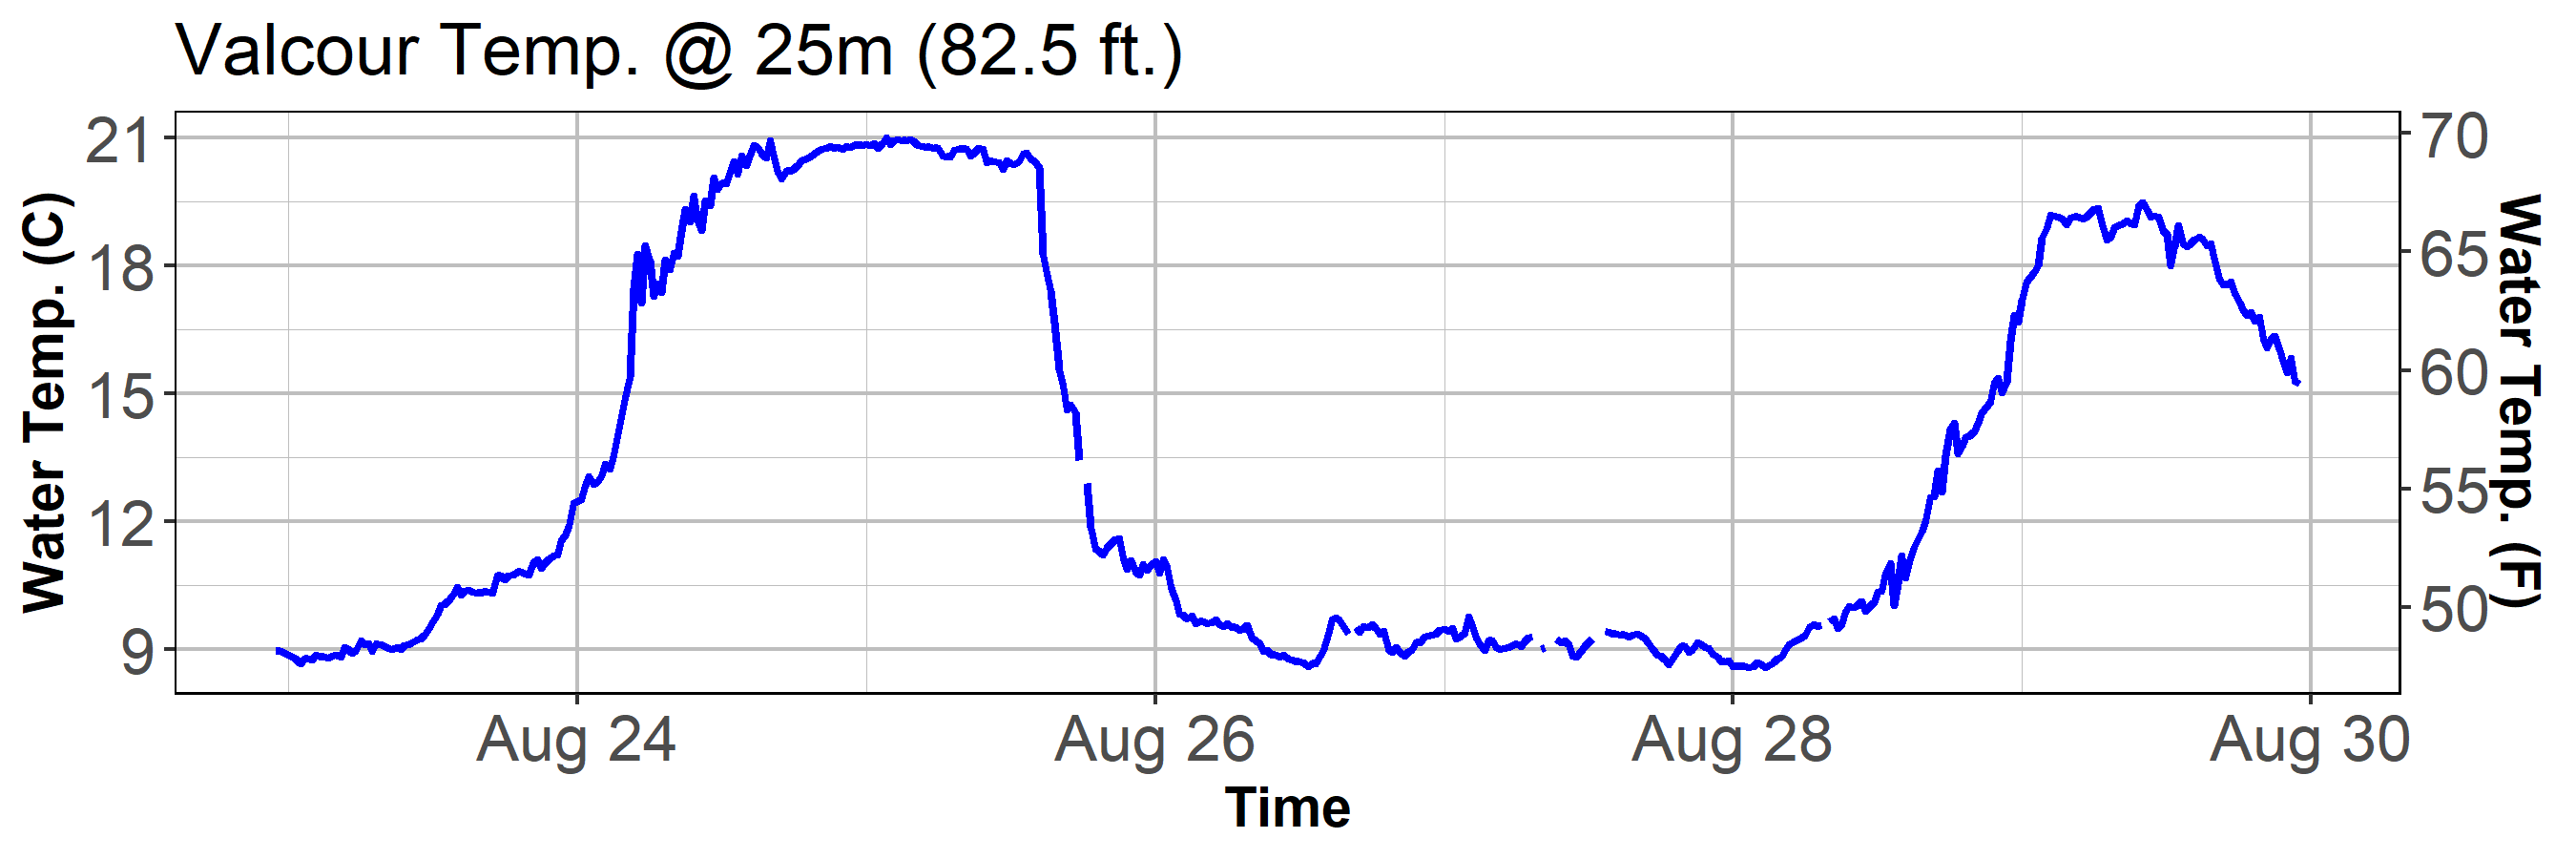 Valcour Temp. @ 25m (82.5 ft.)
Water Temp. (C)
21
18
15
12
9
70
65
60
55
50
Water Temp. (F)
Aug 24 Aug 26 Aug 28 Aug 30
Time